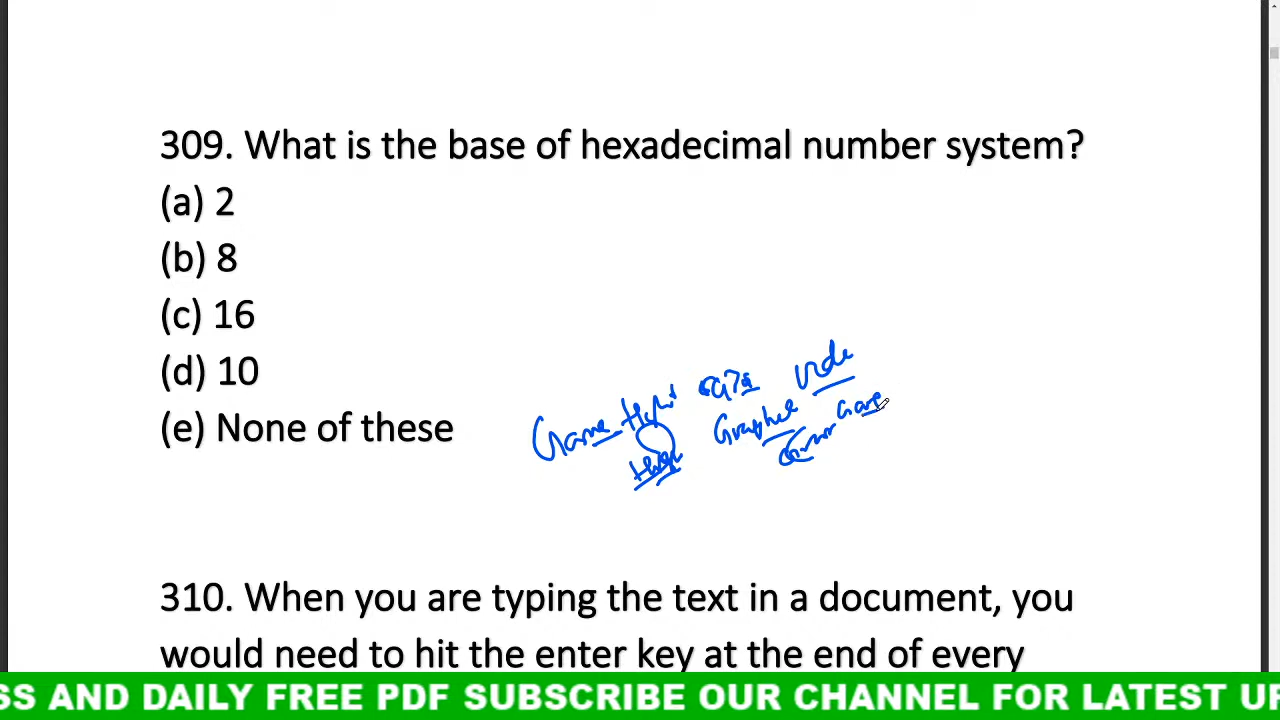 309. What is the base of hexadecimal number system?
(a) 2
(b) 8
(c) 16
(d) 10
(e) None of these
Game
310. When you are typing the text in a document, you
would need to hit the enter key at the end of every
SS AND DAILY FREE PDF SUBSCRIBE OUR CHANNEL FOR LATEST UP